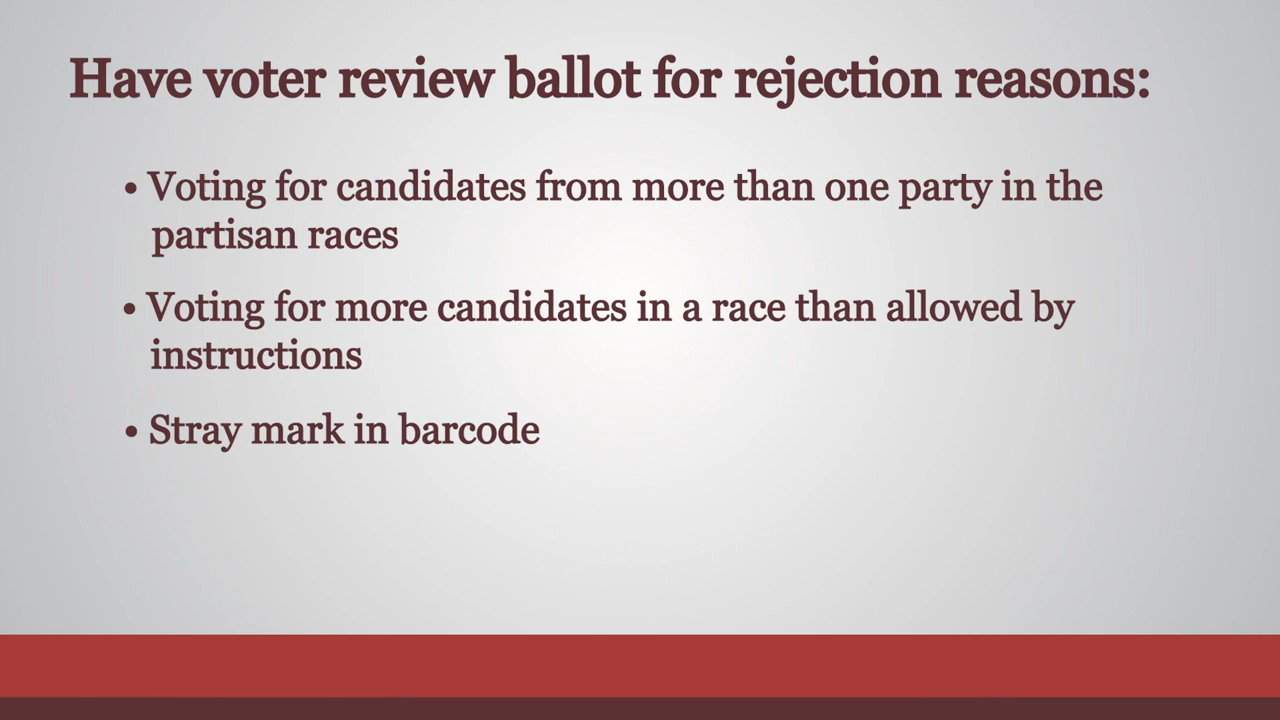 Have voter review ballot for rejection reasons:
• Voting for candidates from more than one party in the
partisan races
• Voting for more candidates in a race than allowed by
instructions
• Stray mark in barcode